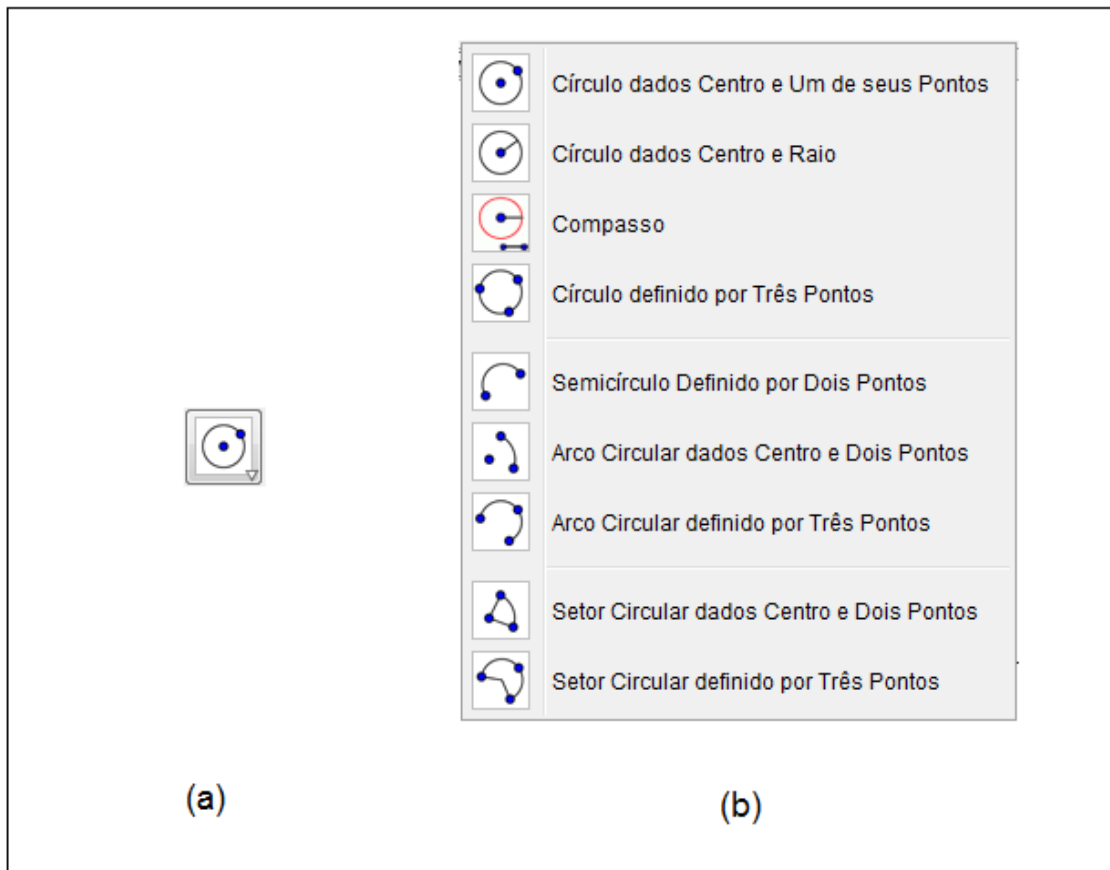 Círculo dados Centro e Um de seus Pontos
Círculo dados Centro e Raio
Compasso
Círculo definido por Três Pontos
Semicírculo Definido por Dois Pontos
Arco Circular dados Centro e Dois Pontos
Arco Circular definido por Três Pontos
Setor Circular dados Centro e Dois Pontos
Setor Circular definido por Três Pontos
(a)
(b)